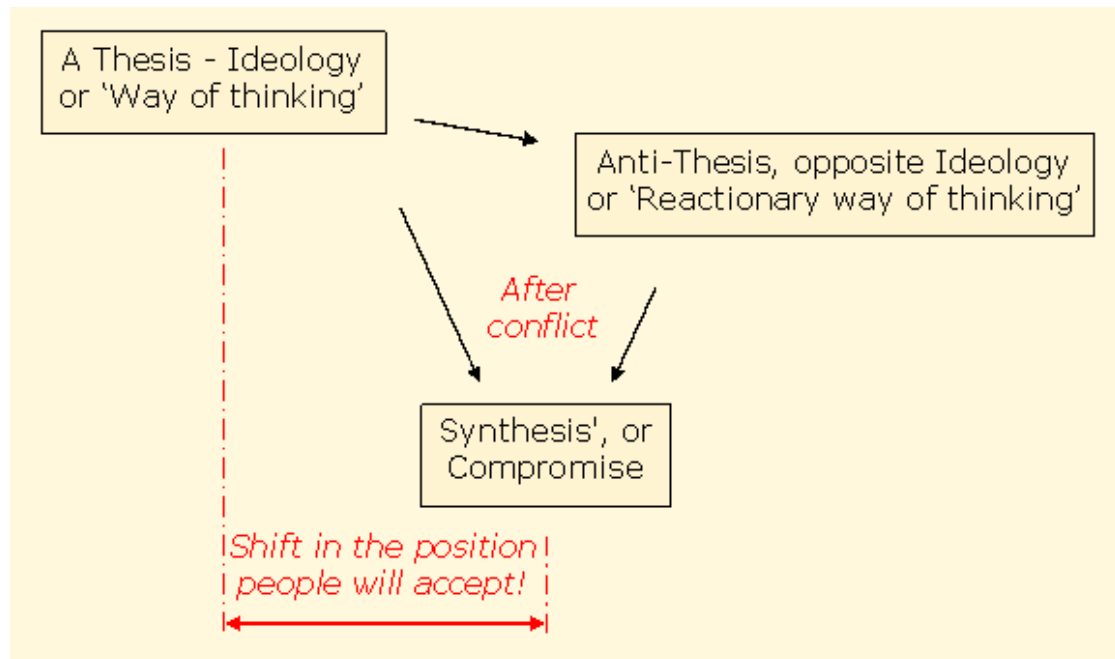 A Thesis - Ideology
or ‘Way of thinking’
Anti-Thesis, opposite Ideology
or ‘Reactionary way of thinking’
After
conflict
Synthesis', or
Compromise
Shift in the position
people will accept!